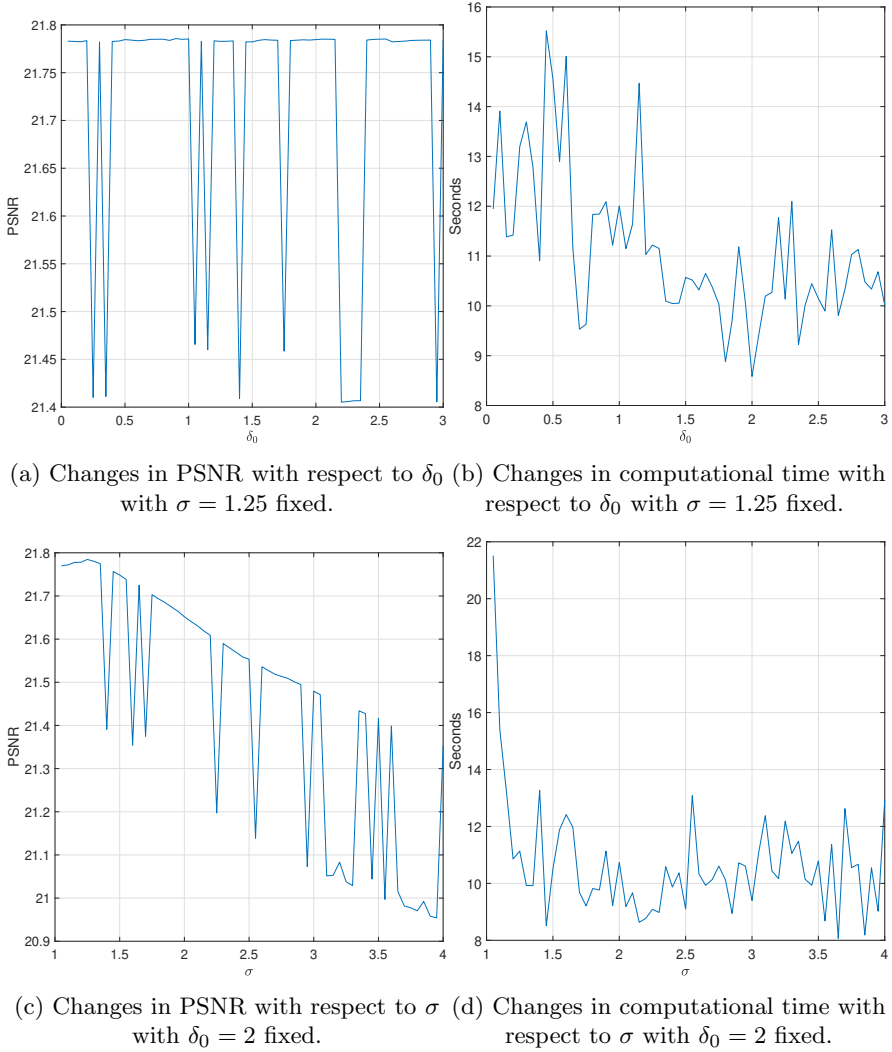 21.8
21.75
21.7
21.65
21.6
21.55
21.5
21.45
21.4
PSNR
0 0.5 1 1.5 2 2.5 3
δ₀
16
15
14
13
12
11
10
9
8
Seconds
0 0.5 1 1.5 2 2.5 3
δ₀
(a) Changes in PSNR with respect to δ₀
with σ = 1.25 fixed.
(b) Changes in computational time with
respect to δ₀ with σ = 1.25 fixed.
21.8
21.7
21.6
21.5
21.4
21.3
21.2
21.1
21
20.9
PSNR
1 1.5 2 2.5 3 3.5 4
σ
22
20
18
16
14
12
10
8
Seconds
1 1.5 2 2.5 3 3.5 4
σ
(c) Changes in PSNR with respect to σ
with δ₀ = 2 fixed.
(d) Changes in computational time with
respect to σ with δ₀ = 2 fixed.